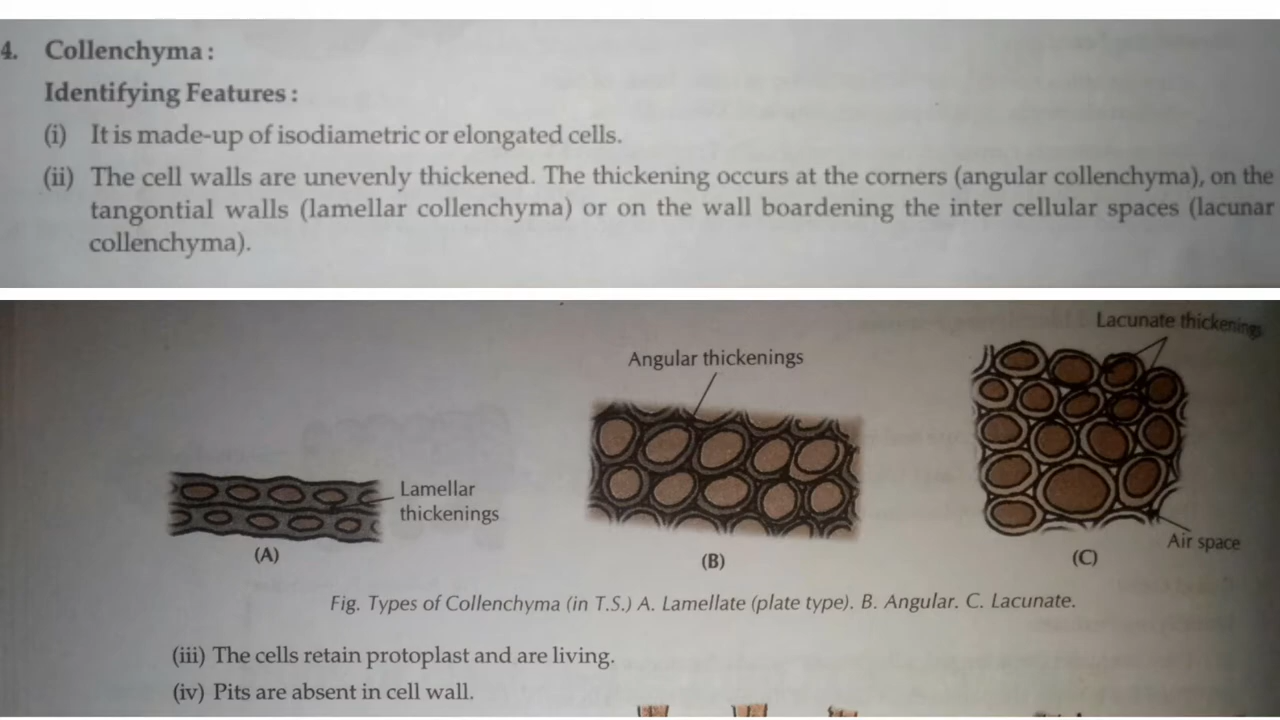 4. Collenchyma :
Identifying Features :
(i) It is made-up of isodiametric or elongated cells.
(ii) The cell walls are unevenly thickened. The thickening occurs at the corners (angular collenchyma), on the
tangontial walls (lamellar collenchyma) or on the wall boardening the inter cellular spaces (lacunar
collenchyma).
Lacunate thickenings
Angular thickenings
Lamellar
thickenings
Air space
(A)
(B)
(C)
Fig. Types of Collenchyma (in T.S.) A. Lamellate (plate type). B. Angular. C. Lacunate.
(iii) The cells retain protoplast and are living.
(iv) Pits are absent in cell wall.